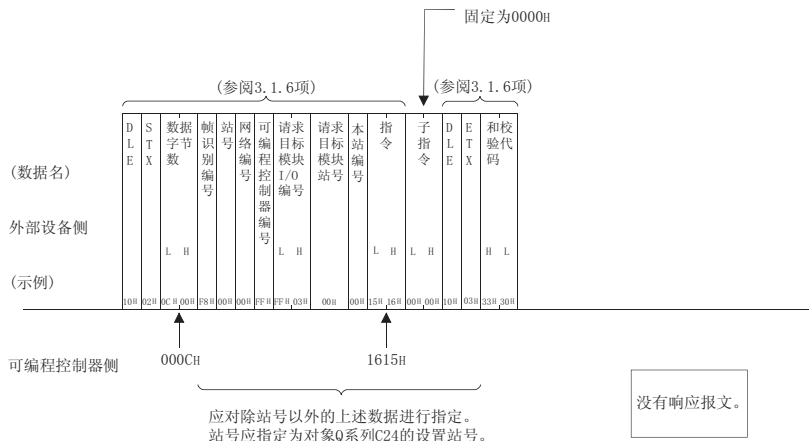 固定为0000H
(参阅3.1.6项)
(参阅3.1.6项)
(数据名)
DLE
STX
数据字节数
帧识别编号
站号
网络编号
可编程控制器编号
请求目标模块I/O编号
请求目标模块站号
本站编号
指令
子指令
DLE
ETX
和校验代码
外部设备侧
L H
L H
L H
L H
H L
(示例)
10H 02H 0CH 00H F8H 00H 00H FFH FFH 03H 00H 00H 15H 16H 00H 00H 10H 03H 33H 30H
可编程控制器侧
000CH
1615H
应对除站号以外的上述数据进行指定。
站号应指定为对象Q系列C24的设置站号。
没有响应报文。